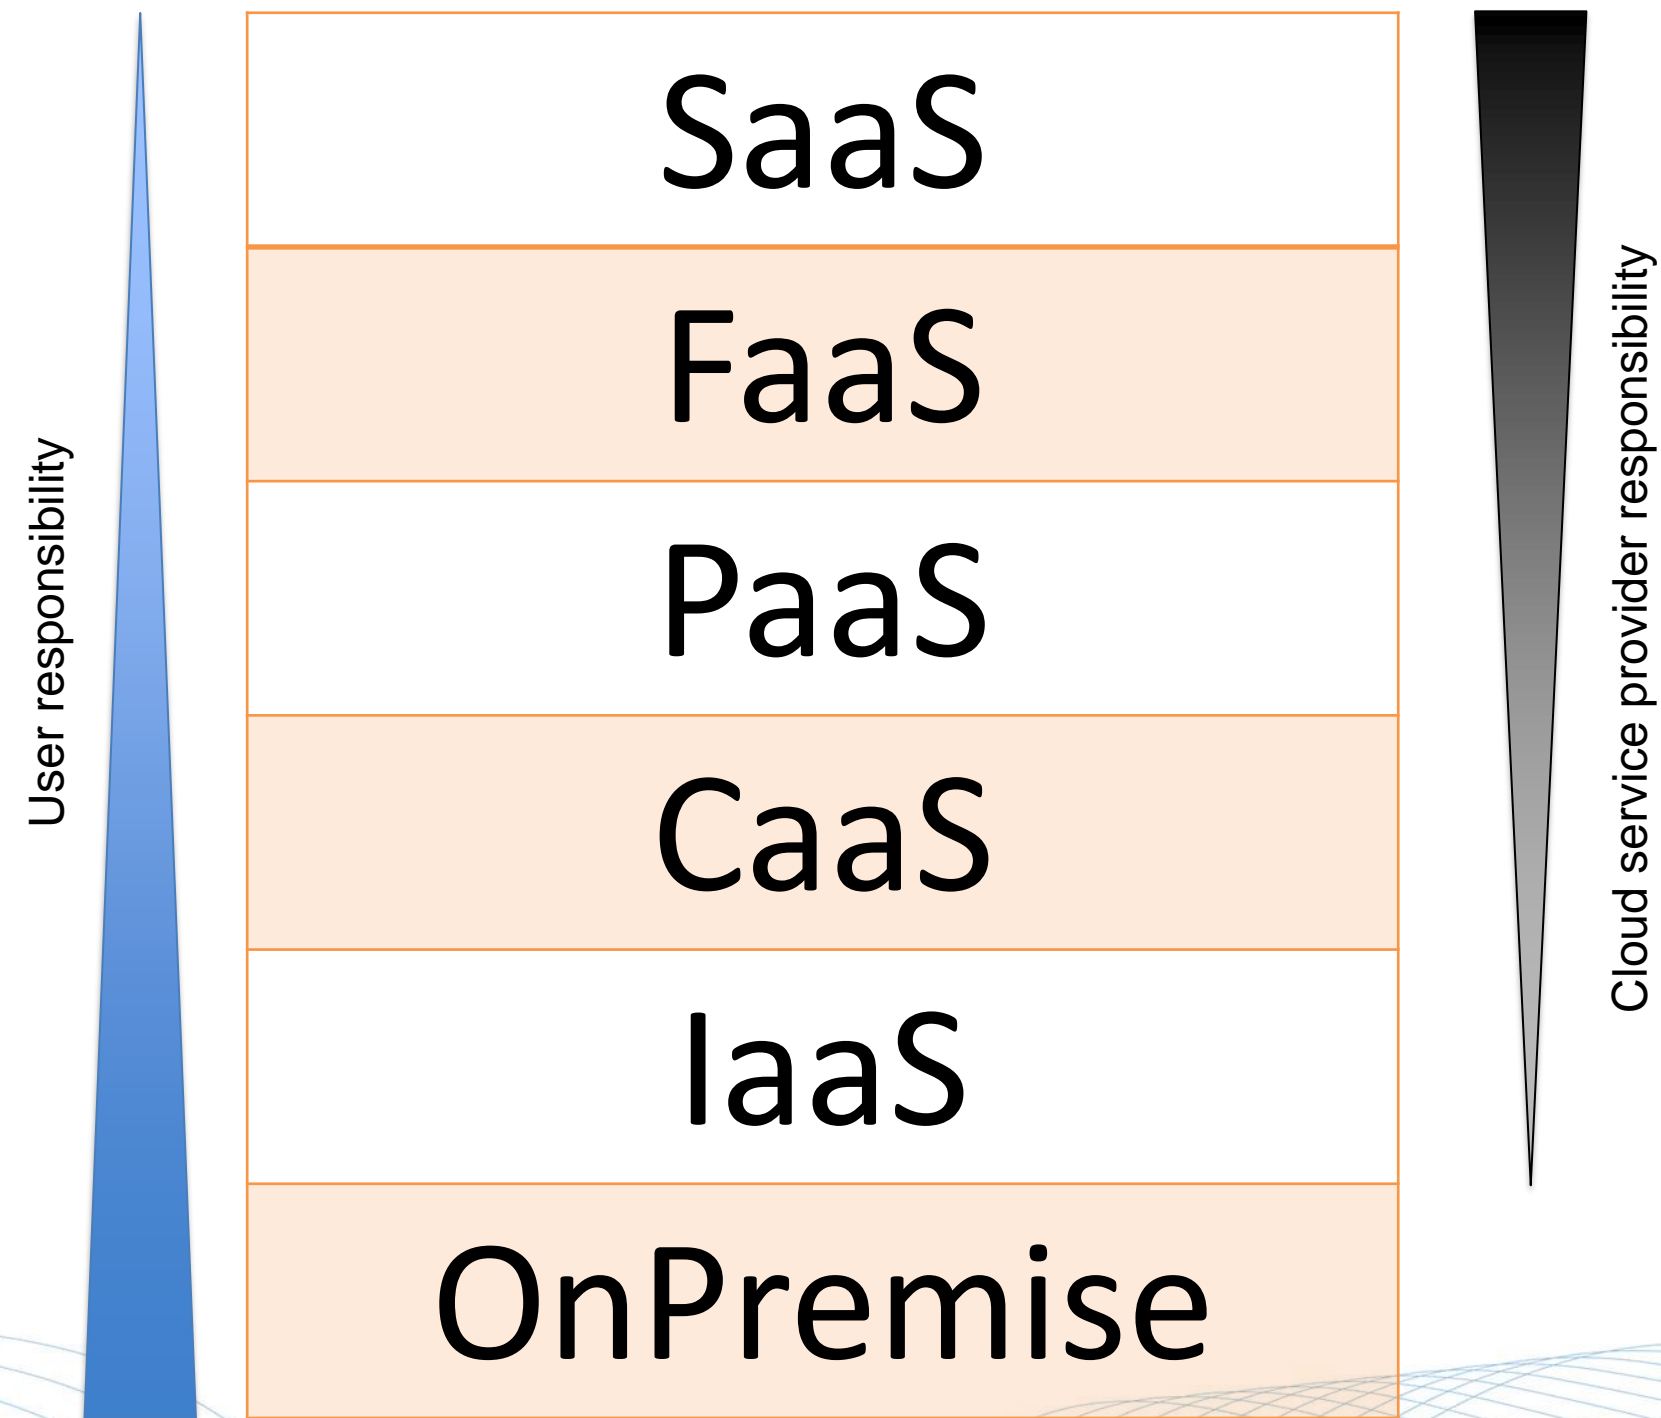 User responsibility
SaaS
FaaS
PaaS
CaaS
IaaS
OnPremise
Cloud service provider responsibility